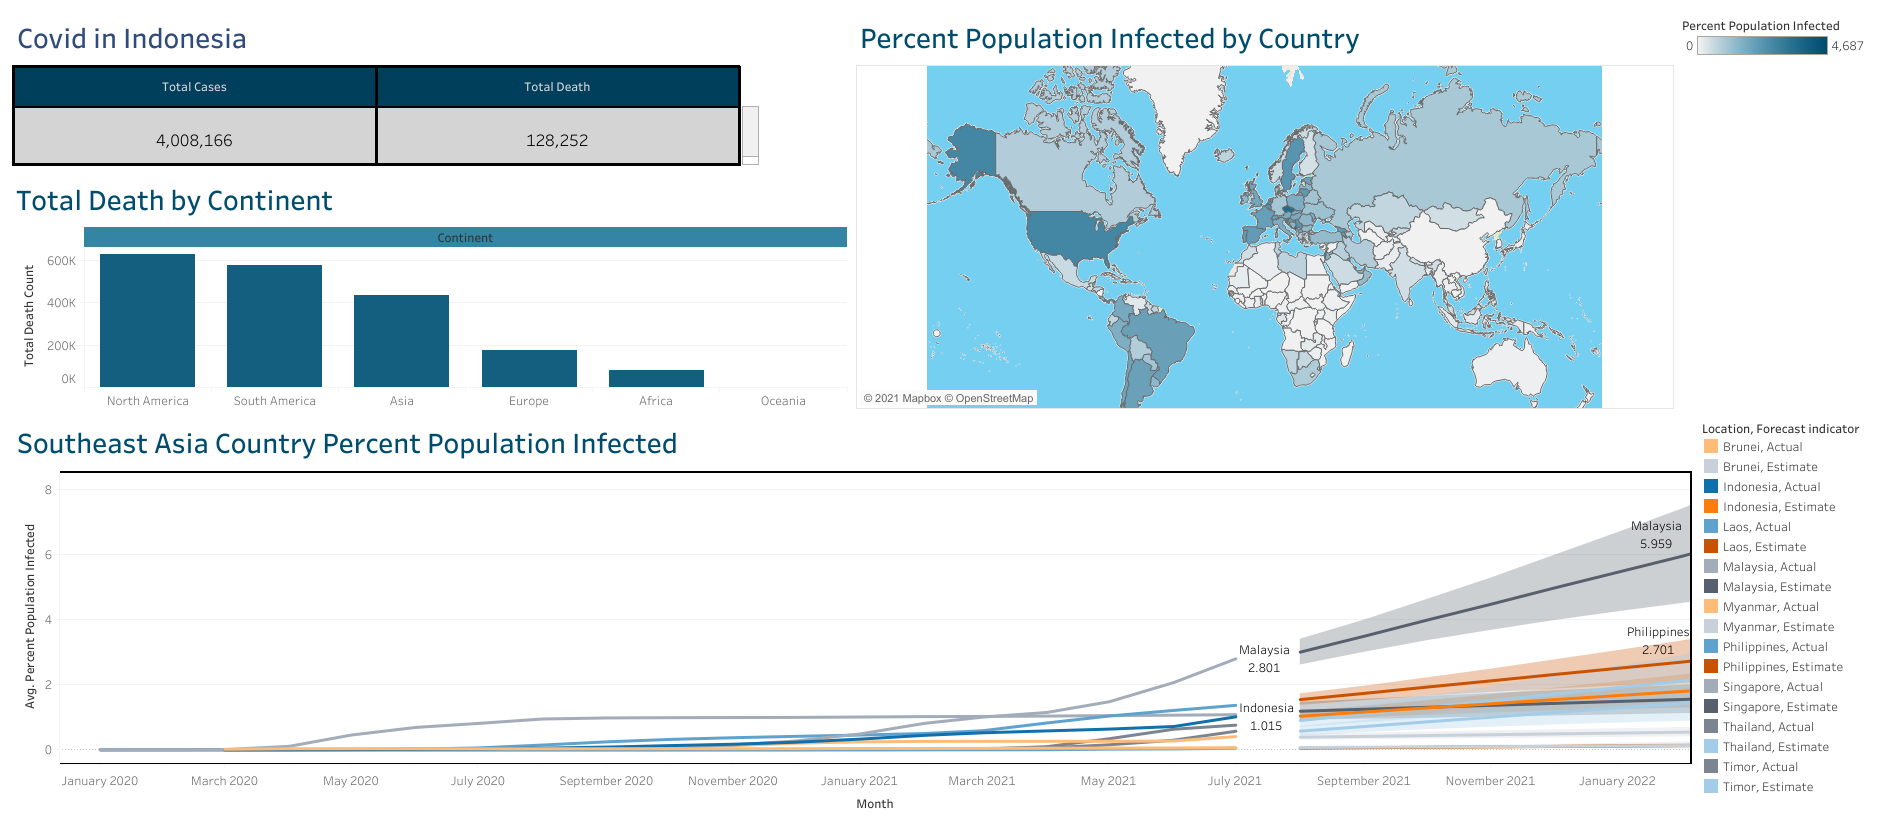 Covid in Indonesia
Total Cases
Total Death
4,008,166
128,252
Total Death by Continent
Continent
Total Death Count
600K
400K
200K
0K
North America
South America
Asia
Europe
Africa
Oceania
Percent Population Infected by Country
© 2021 Mapbox © OpenStreetMap
Percent Population Infected
0
4,687
Southeast Asia Country Percent Population Infected
Avg. Percent Population Infected
8
6
4
2
0
Malaysia
5.959
Philippines
2.701
Malaysia
2.801
Indonesia
1.015
January 2020
March 2020
May 2020
July 2020
September 2020
November 2020
January 2021
March 2021
May 2021
July 2021
September 2021
November 2021
January 2022
Month
Location, Forecast indicator
Brunei, Actual
Brunei, Estimate
Indonesia, Actual
Indonesia, Estimate
Laos, Actual
Laos, Estimate
Malaysia, Actual
Malaysia, Estimate
Myanmar, Actual
Myanmar, Estimate
Philippines, Actual
Philippines, Estimate
Singapore, Actual
Singapore, Estimate
Thailand, Actual
Thailand, Estimate
Timor, Actual
Timor, Estimate